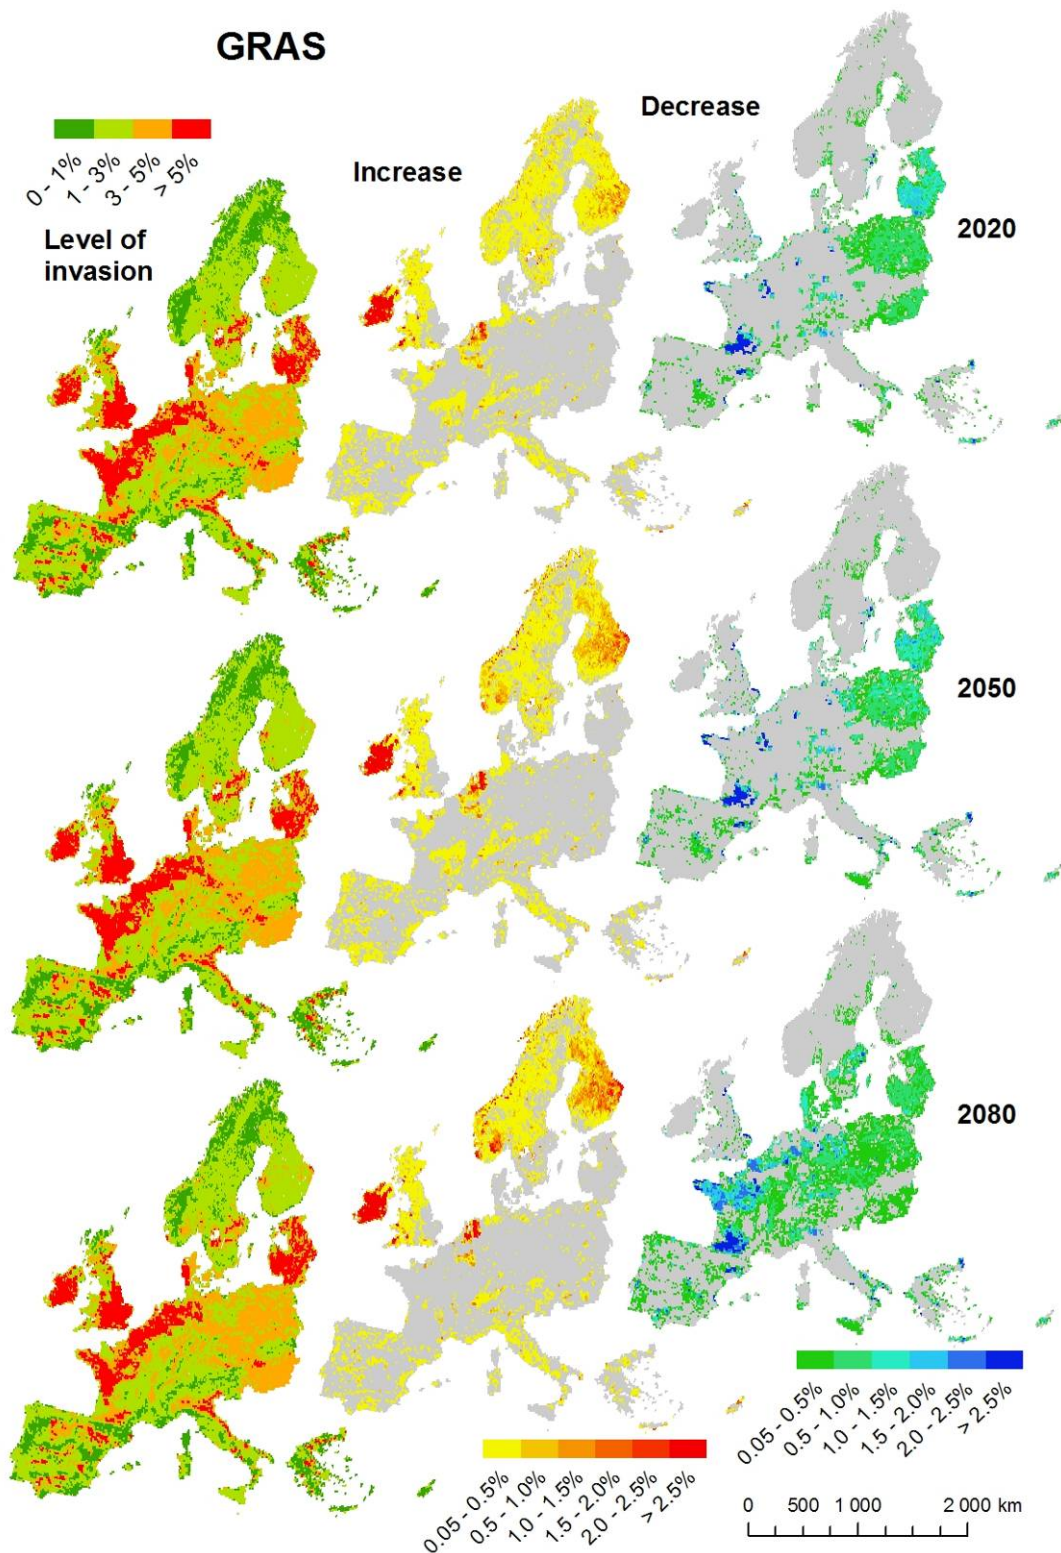 GRAS
Decrease
0 - 1%
1 - 3%
3 - 5%
> 5%
Increase
Level of
invasion
2020
2050
2080
0.05 - 0.5%
0.5 - 1.0%
1.0 - 1.5%
1.5 - 2.0%
2.0 - 2.5%
> 2.5%
0.05 - 0.5%
0.5 - 1.0%
1.0 - 1.5%
1.5 - 2.0%
2.0 - 2.5%
> 2.5%
0 500 1 000 2 000 km